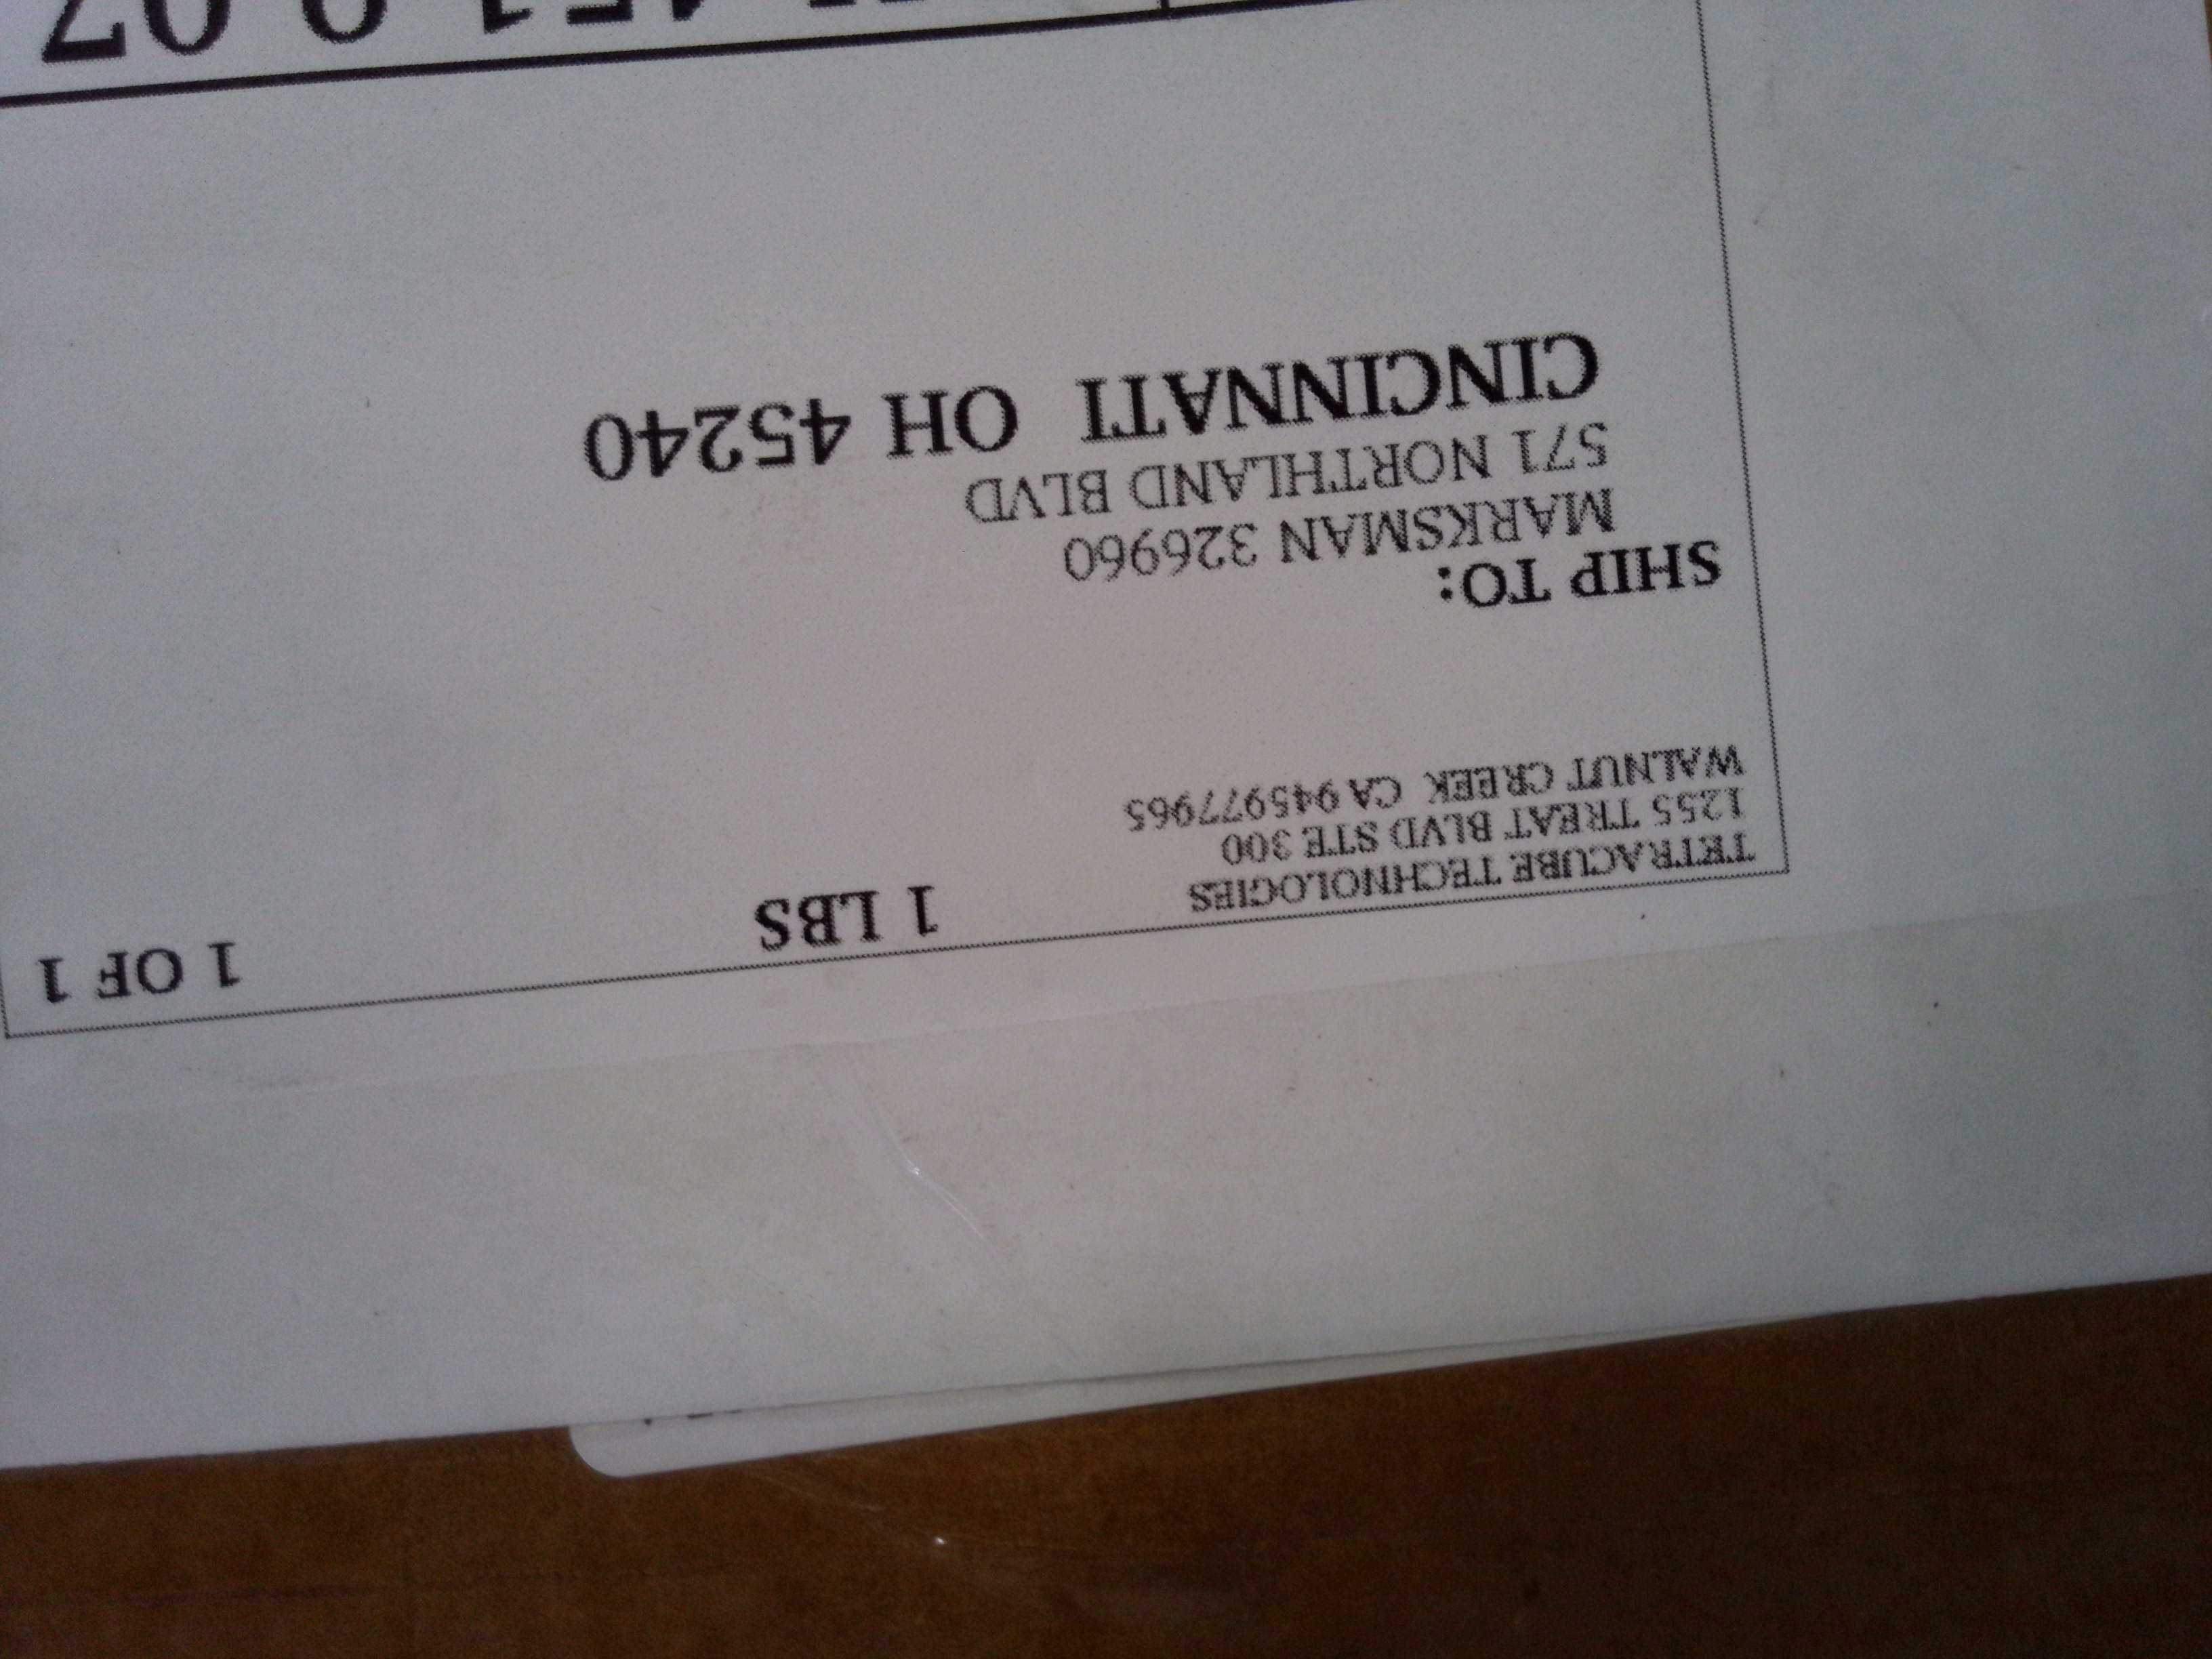 1 LBS
1 OF 1
TETRACUBE TECHNOLOGIES
1255 TREAT BLVD STE 300
WALNUT CREEK CA 945977965
SHIP TO:
MARKSMAN 326960
571 NORTHLAND BLVD
CINCINNATI OH 45240